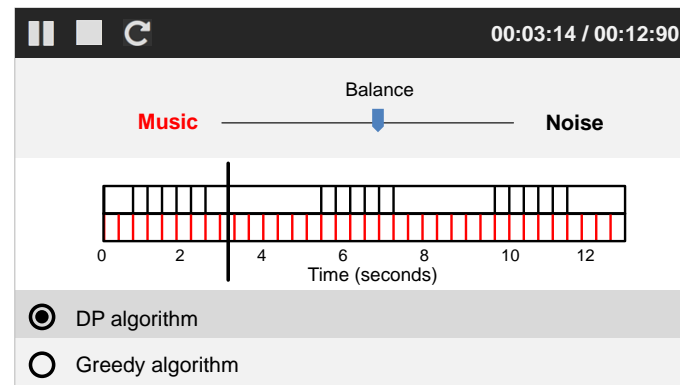 00:03:14 / 00:12:90
Balance
Music
Noise
0 2 4 6 8 10 12
Time (seconds)
DP algorithm
Greedy algorithm